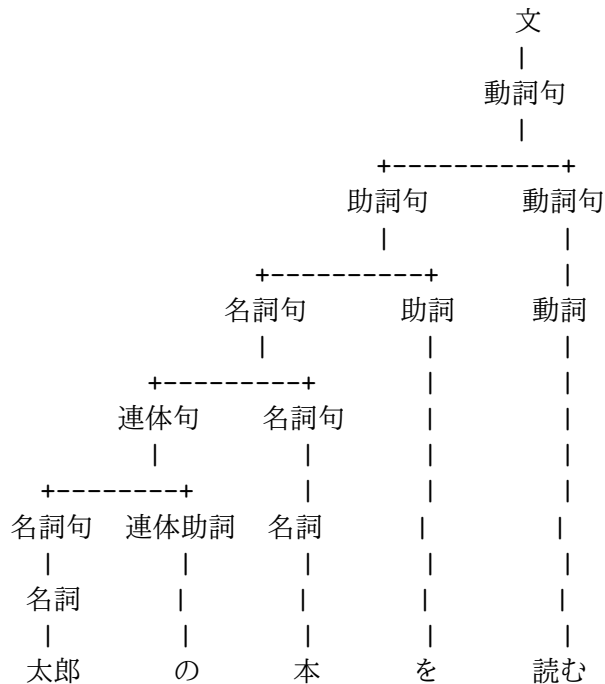 文
動詞句
助詞句 動詞句
名詞句 助詞 動詞
連体句 名詞句
名詞句 連体助詞 名詞
名詞
太郎 の 本 を 読む